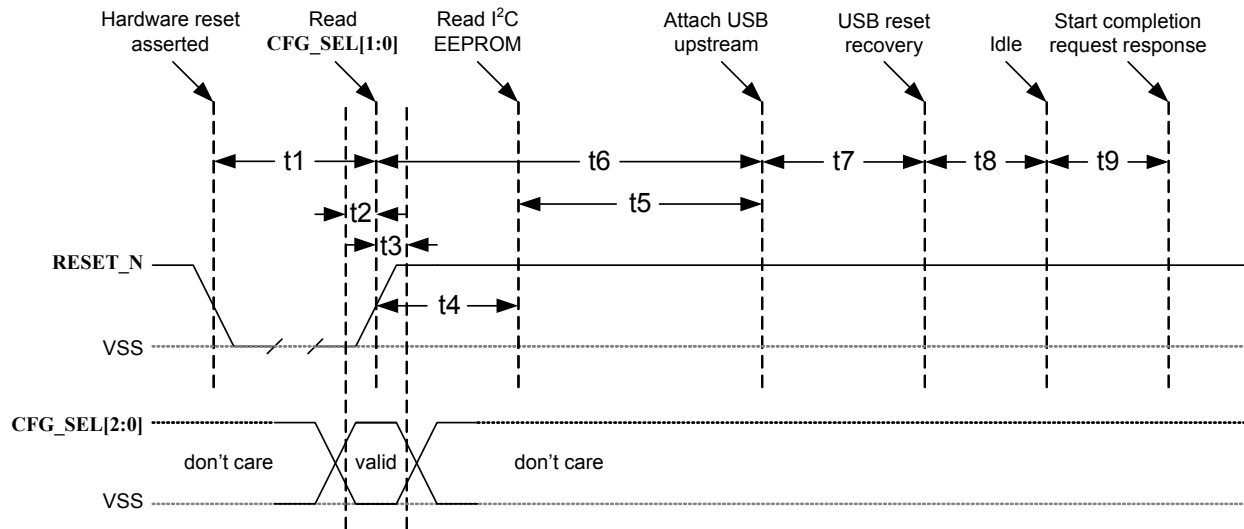 Hardware reset
asserted
Read
CFG_SEL[1:0]
Read I²C
EEPROM
Attach USB
upstream
USB reset
recovery
Idle
Start completion
request response
t1
t6
t7
t8
t9
t2
t5
t3
RESET_N
t4
VSS
CFG_SEL[2:0]
don't care
valid
don't care
VSS